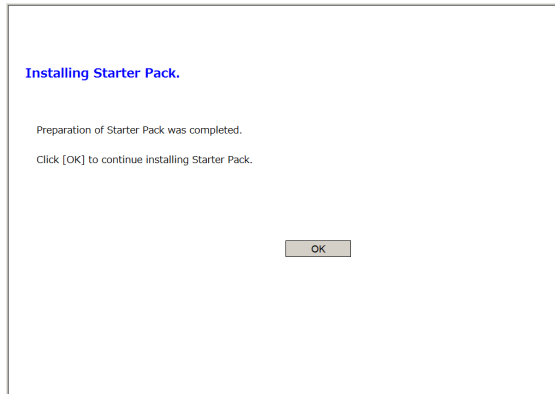 Installing Starter Pack.
Preparation of Starter Pack was completed.
Click [OK] to continue installing Starter Pack.
OK